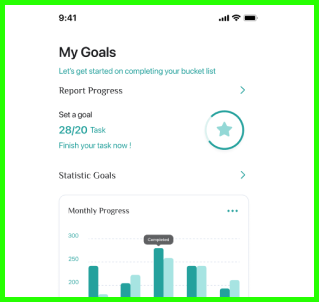 9:41
My Goals
Let's get started on completing your bucket list
Report Progress
Set a goal
28/20 Task
Finish your task now !
Statistic Goals
Monthly Progress
300
Completed
250
200